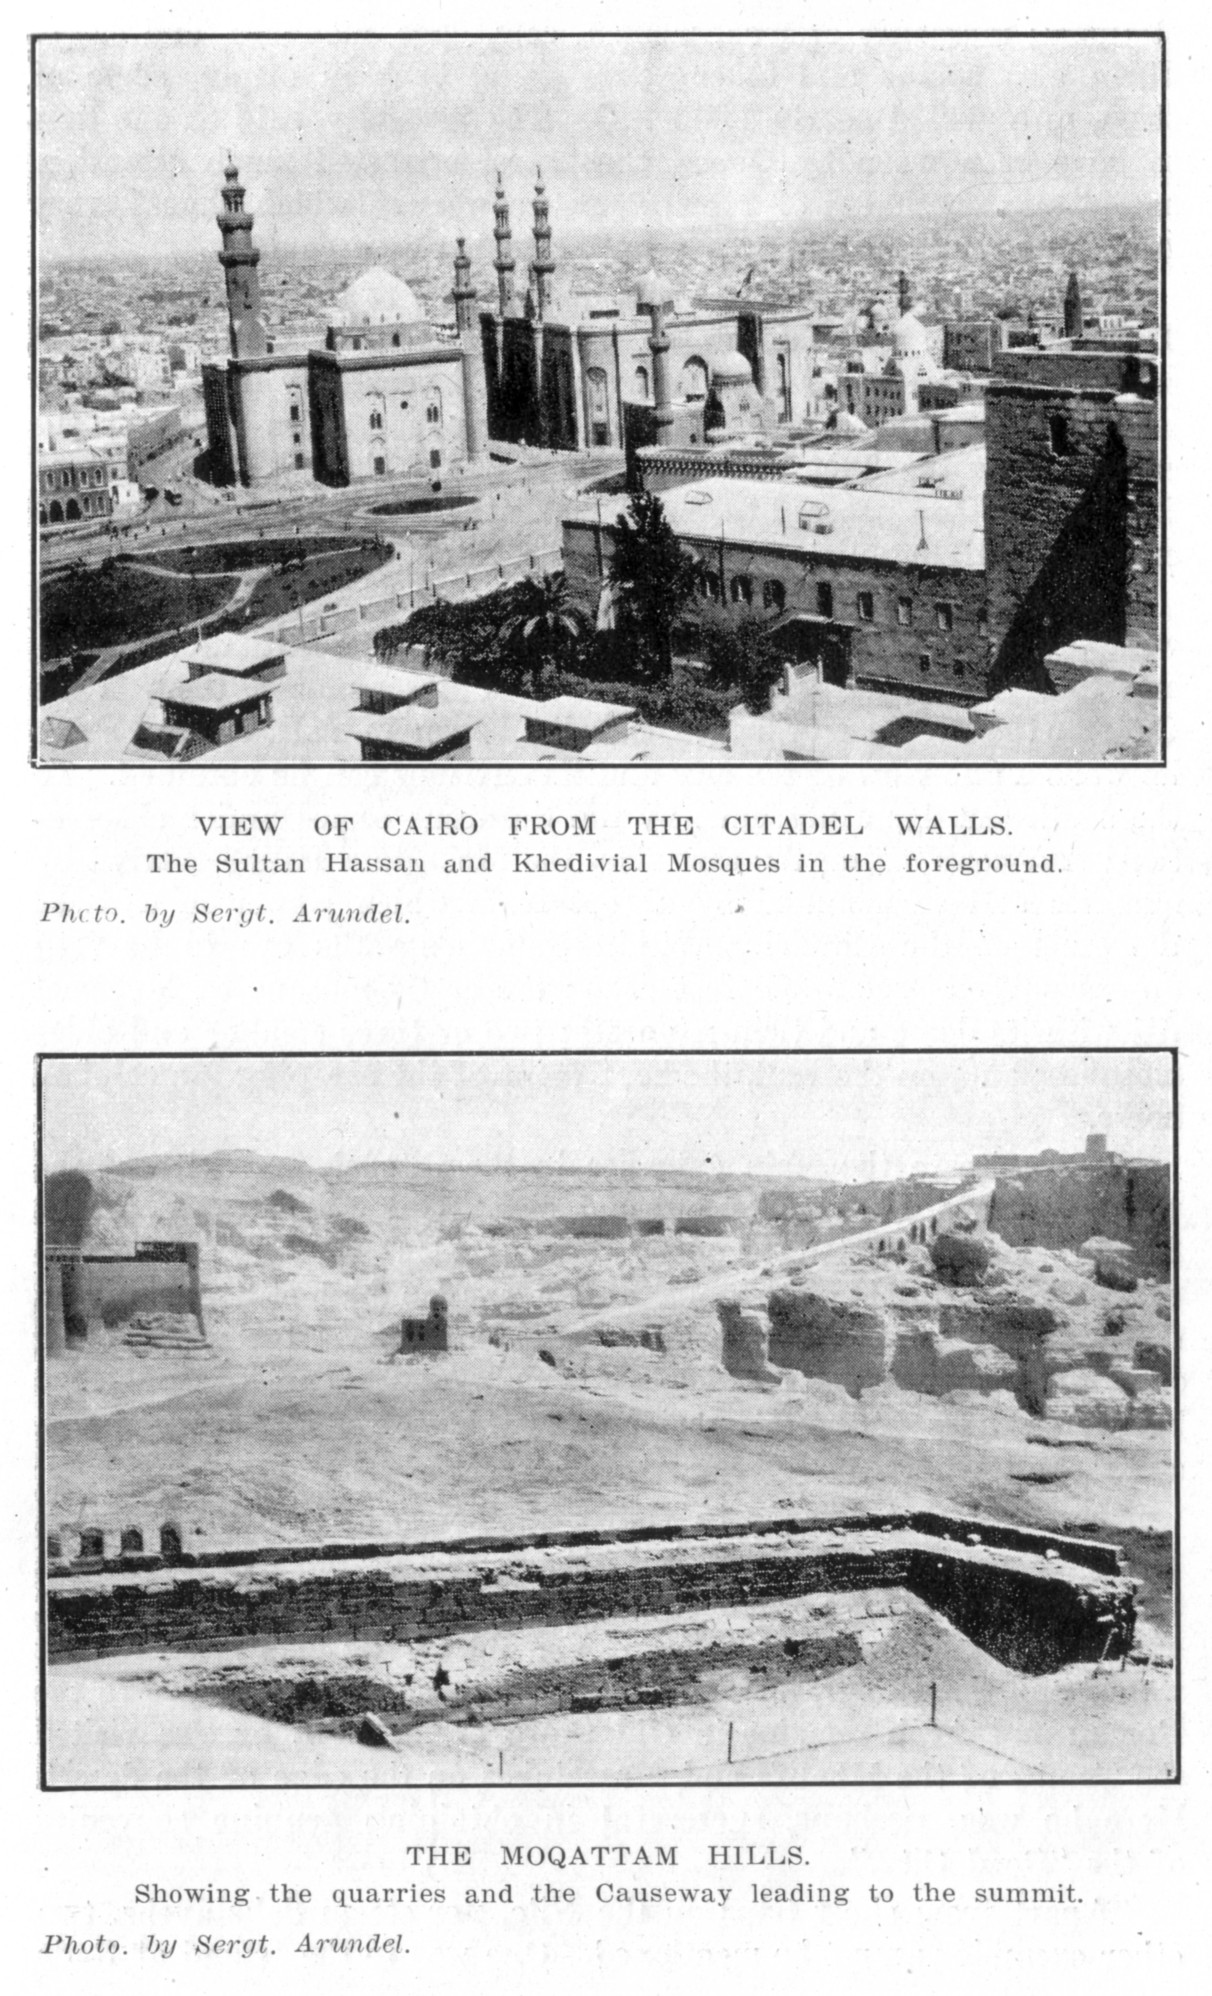 VIEW OF CAIRO FROM THE CITADEL WALLS.
The Sultan Hassan and Khedivial Mosques in the foreground.
Photo. by Sergt. Arundel.
THE MOQATTAM HILLS.
Showing the quarries and the Causeway leading to the summit.
Photo. by Sergt. Arundel.